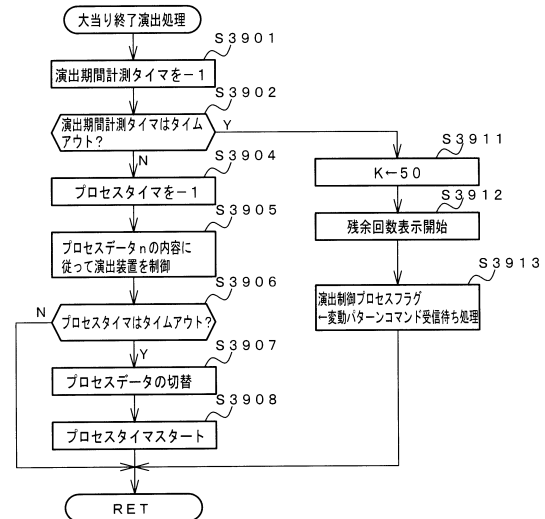 大当り終了演出処理
S3901
演出期間計測タイマを-1
S3902
演出期間計測タイマはタイム
アウト?
Y
N
S3904
プロセスタイマを-1
S3905
プロセスデータnの内容に
従って演出装置を制御
S3906
プロセスタイマはタイムアウト?
N
Y
S3907
プロセスデータの切替
S3908
プロセスタイマスタート
S3911
K←50
S3912
残余回数表示開始
S3913
演出制御プロセスフラグ
←変動パターンコマンド受信待ち処理
RET